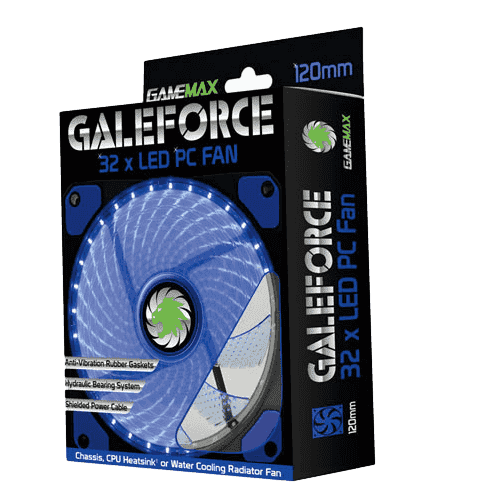 GAMEMAX
GALEFORCE
32 x LED PC FAN
Anti-Vibration Rubber Gaskets
Hydraulic Bearing System
Shielded Power Cable
Chassis, CPU Heatsink¹ or Water Cooling Radiator Fan
120mm
GAMEMAX
GALEFORCE
32 x LED PC Fan
120mm